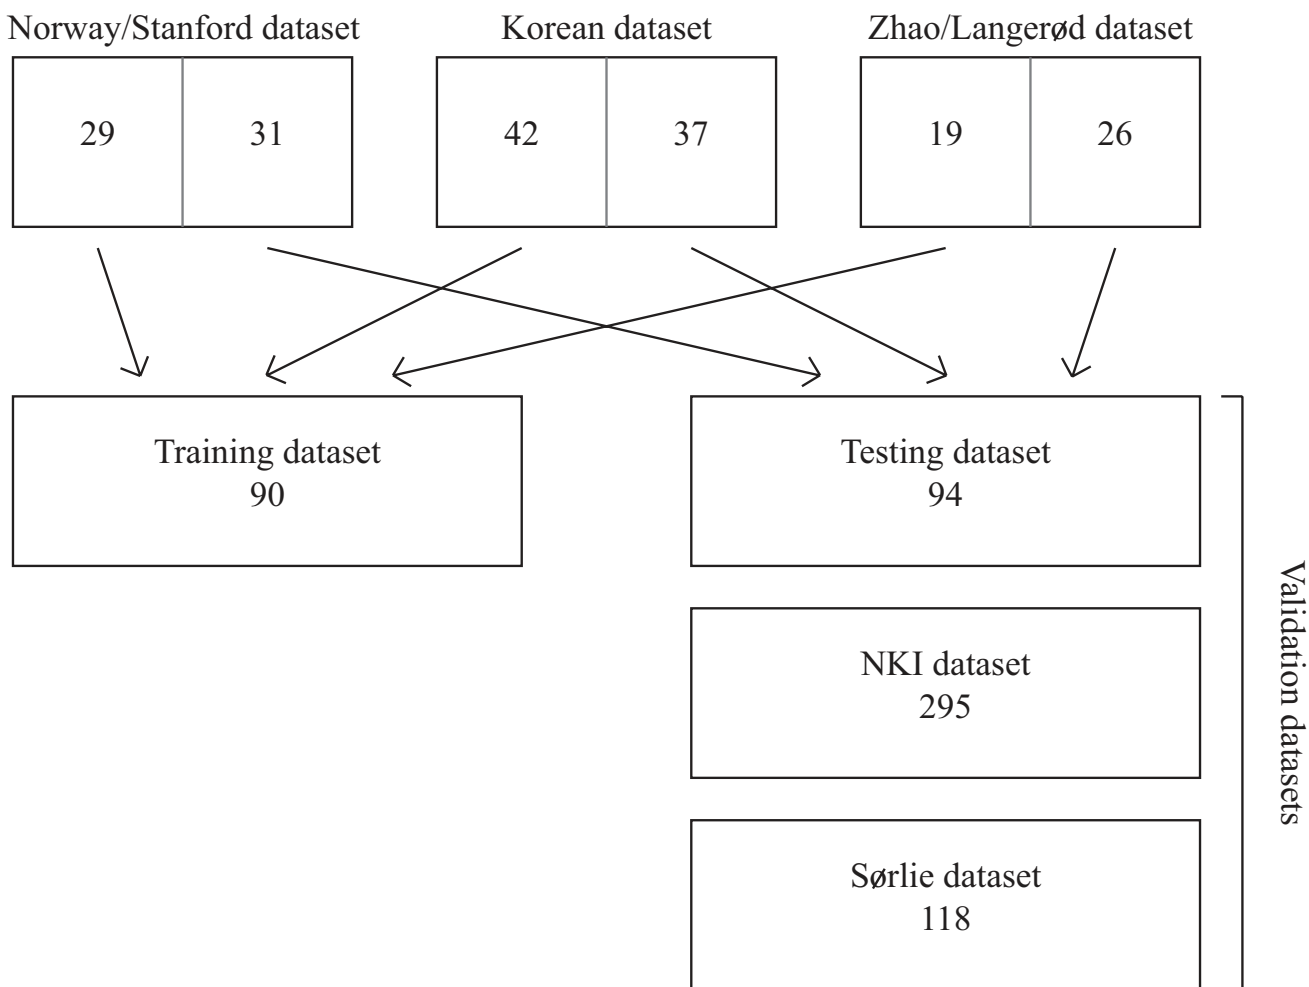 Norway/Stanford dataset
Korean dataset
Zhao/Langerød dataset
29
31
42
37
19
26
Training dataset
90
Testing dataset
94
NKI dataset
295
Sørlie dataset
118
Validation datasets